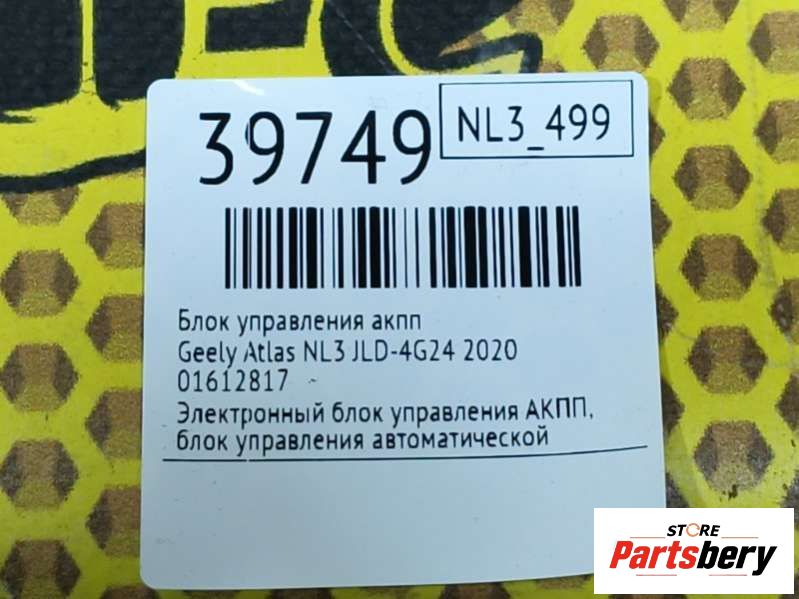 39749
NL3_499
Блок управления акпп
Geely Atlas NL3 JLD-4G24 2020
01612817
Электронный блок управления АКПП,
блок управления автоматической
STORE
Partsbery